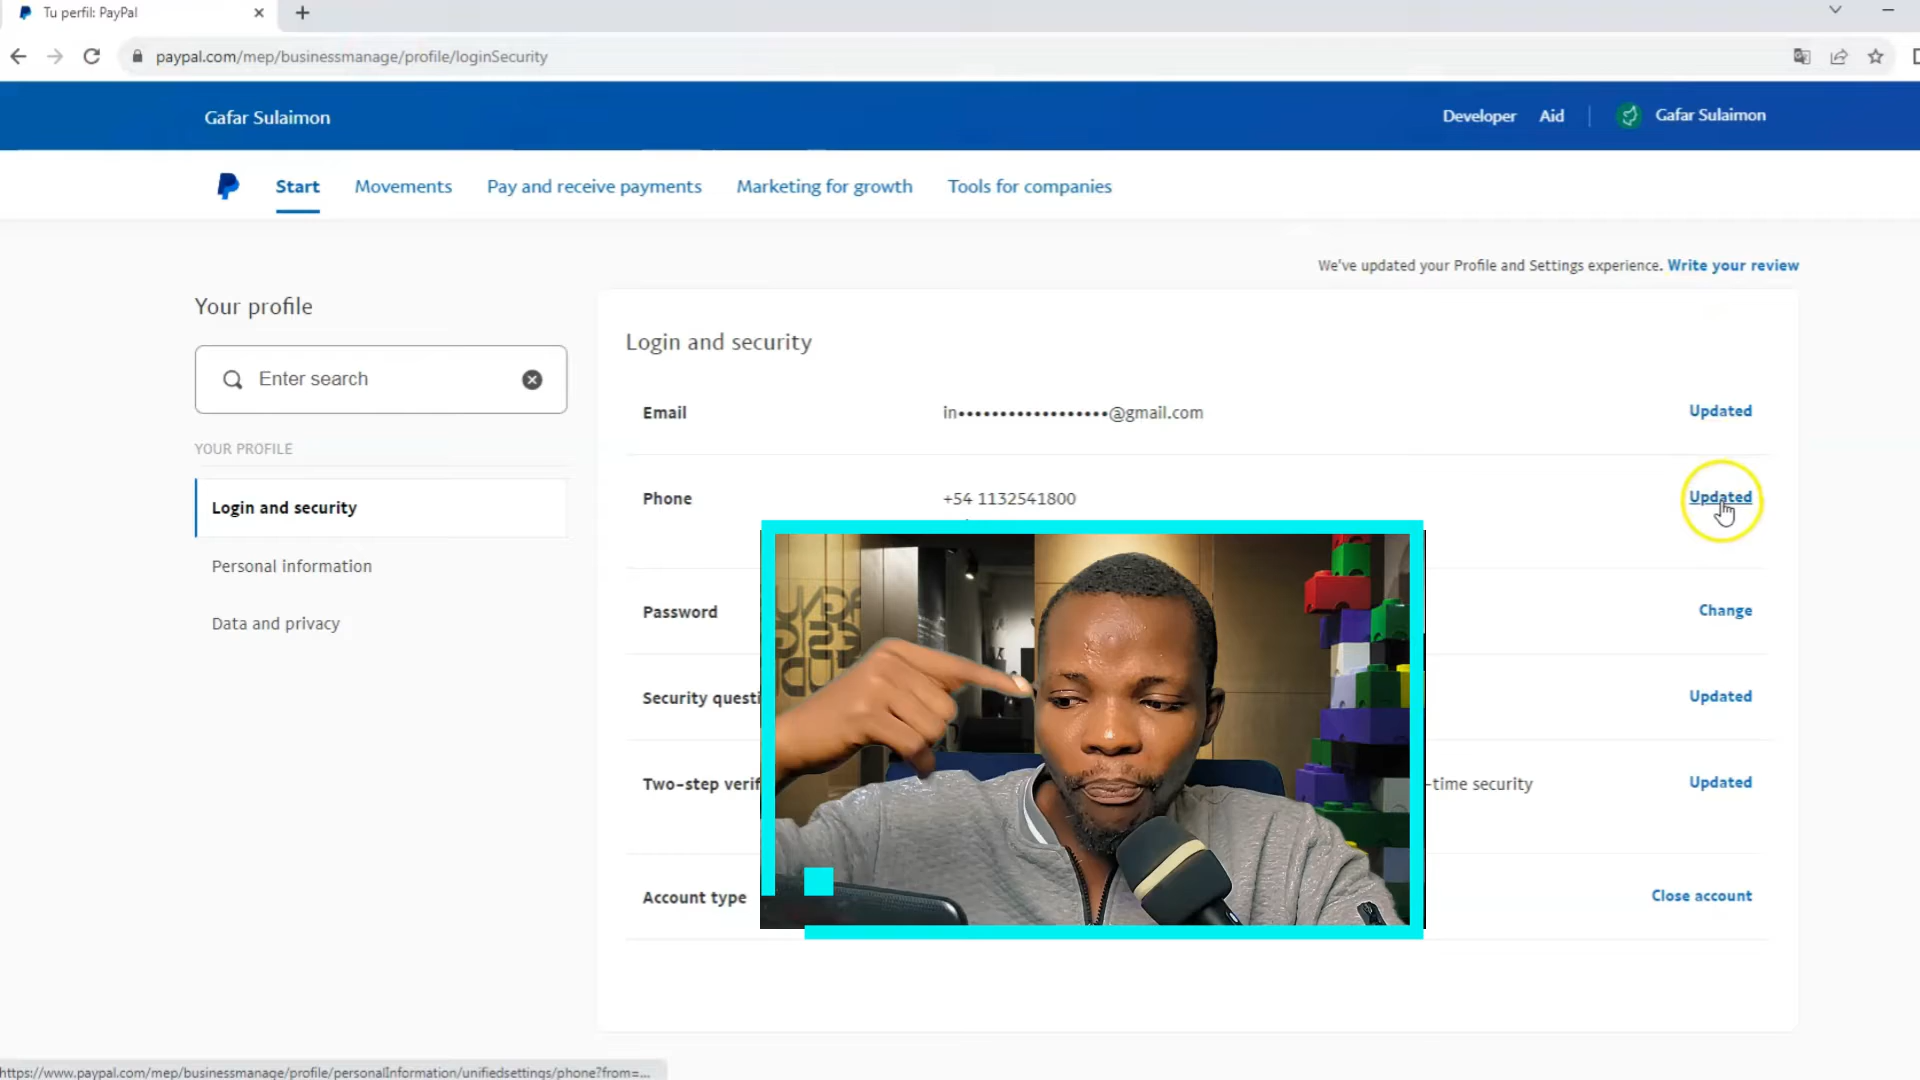 Tu perfil: PayPal
paypal.com/mep/businessmanage/profile/loginSecurity
Gafar Sulaimon
Developer Aid Gafar Sulaimon
Start Movements Pay and receive payments Marketing for growth Tools for companies
We've updated your Profile and Settings experience. Write your review
Your profile
Enter search
YOUR PROFILE
Login and security
Personal information
Data and privacy
Login and security
Email in••••••••••••••••••@gmail.com Updated
Phone +54 1132541800 Updated
Password Change
Security questi Updated
Two-step verif -time security Updated
Account type Close account
https://www.paypal.com/mep/businessmanage/profile/personalInformation/unifiedsettings/phone?from=...